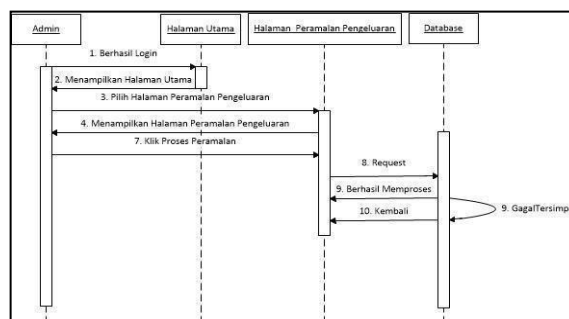 Admin
Halaman Utama
Halaman Peramalan Pengeluaran
Database
1. Berhasil Login
2. Menampilkan Halaman Utama
3. Pilih Halaman Peramalan Pengeluaran
4. Menampilkan Halaman Peramalan Pengeluaran
7. Klik Proses Peramalan
8. Request
9. Berhasil Memproses
9. GagalTersimp
10. Kembali